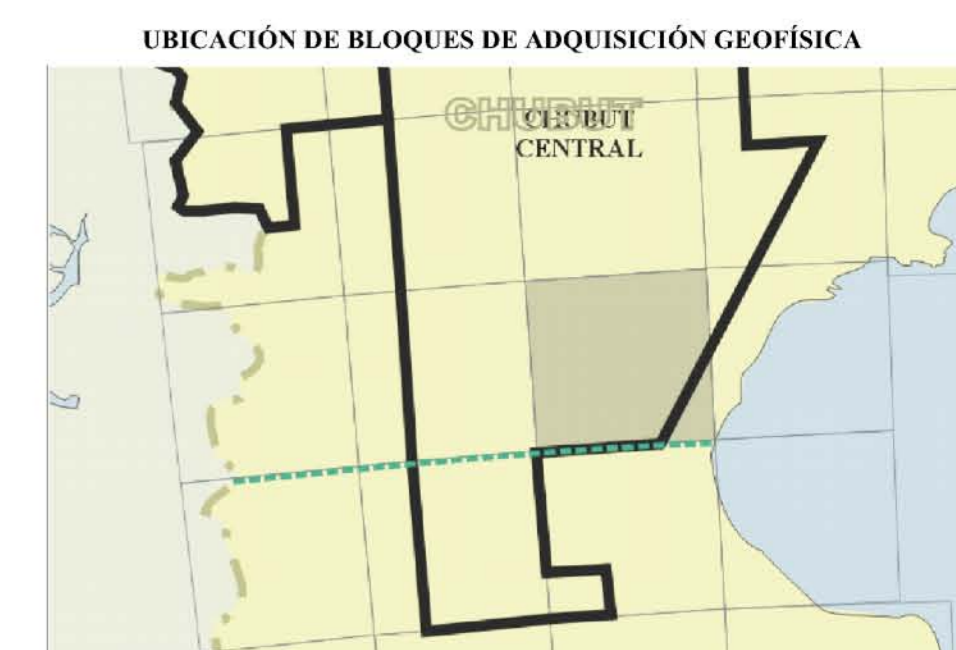 UBICACIÓN DE BLOQUES DE ADQUISICIÓN GEOFÍSICA
CHUBUT
CHUBUT
CENTRAL